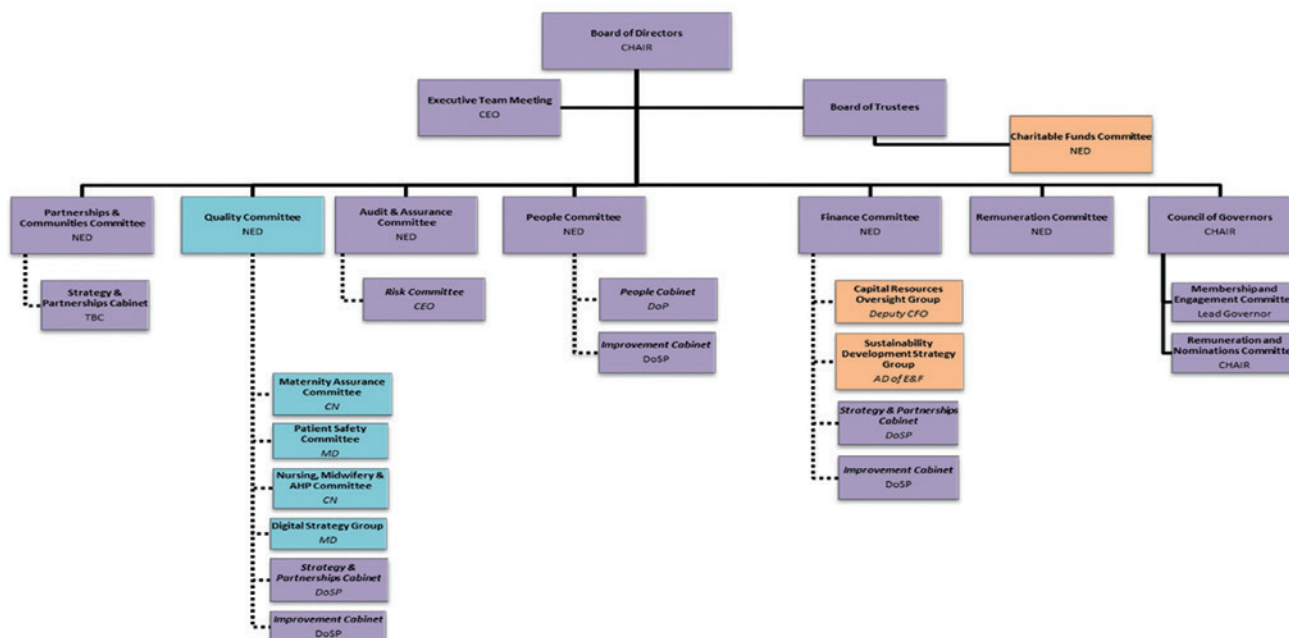 Board of Directors
CHAIR
Executive Team Meeting
CEO
Board of Trustees
Charitable Funds Committee
NED
Partnerships &
Communities Committee
NED
Quality Committee
NED
Audit & Assurance
Committee
NED
People Committee
NED
Finance Committee
NED
Remuneration Committee
NED
Council of Governors
CHAIR
Strategy &
Partnerships Cabinet
TBC
Risk Committee
CEO
People Cabinet
DoP
Improvement Cabinet
DoSP
Capital Resources
Oversight Group
Deputy CFO
Sustainability
Development Strategy
Group
AD of E&F
Strategy & Partnerships
Cabinet
DoSP
Improvement Cabinet
DoSP
Membership and
Engagement Committe
Lead Governor
Remuneration and
Nominations Committe
CHAIR
Maternity Assurance
Committee
CN
Patient Safety
Committee
MD
Nursing, Midwifery &
AHP Committee
CN
Digital Strategy Group
MD
Strategy &
Partnerships Cabinet
DoSP
Improvement Cabinet
DoSP